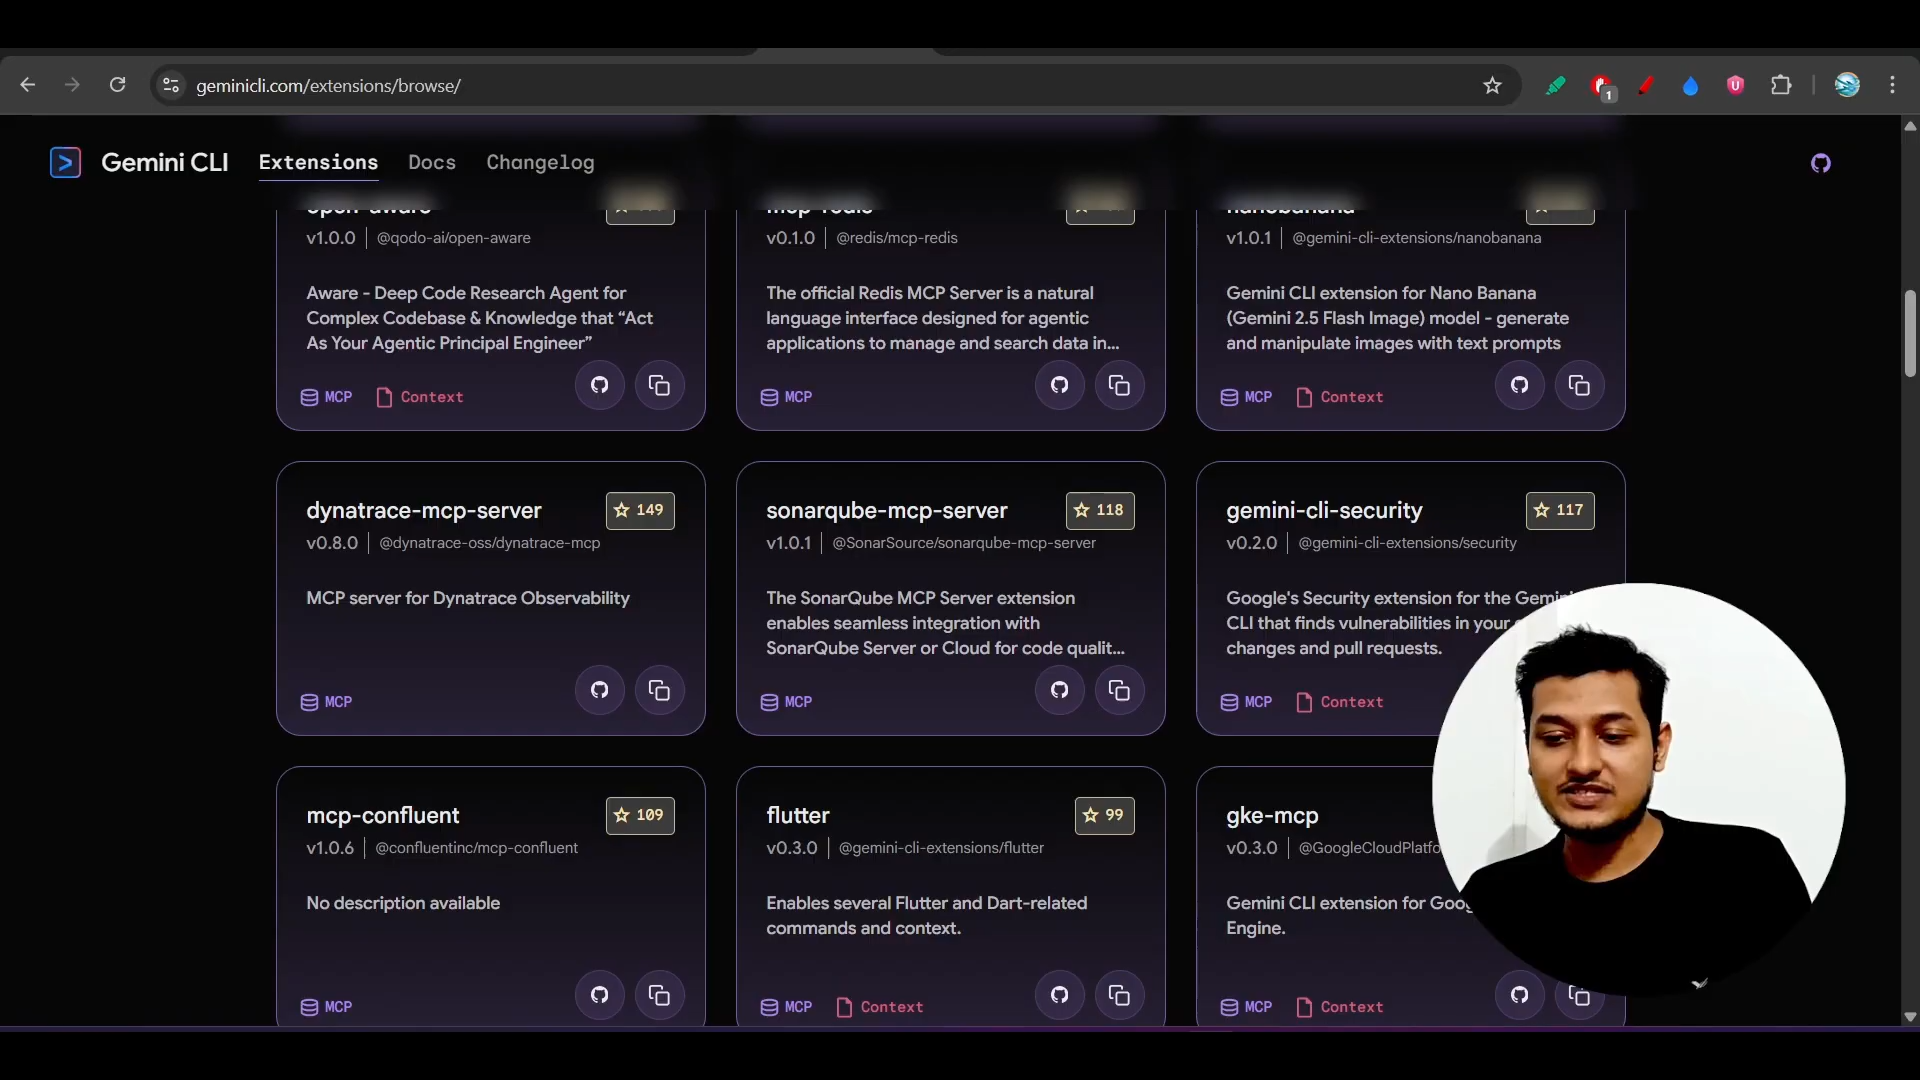 geminicli.com/extensions/browse/
1
Gemini CLI
Extensions
Docs
Changelog
open-aware
v1.0.0
@qodo-ai/open-aware
Aware - Deep Code Research Agent for
Complex Codebase & Knowledge that “Act
As Your Agentic Principal Engineer”
MCP
Context
mcp-redis
v0.1.0
@redis/mcp-redis
The official Redis MCP Server is a natural
language interface designed for agentic
applications to manage and search data in...
MCP
nanobanana
v1.0.1
@gemini-cli-extensions/nanobanana
Gemini CLI extension for Nano Banana
(Gemini 2.5 Flash Image) model - generate
and manipulate images with text prompts
MCP
Context
dynatrace-mcp-server
149
v0.8.0
@dynatrace-oss/dynatrace-mcp
MCP server for Dynatrace Observability
MCP
sonarqube-mcp-server
118
v1.0.1
@SonarSource/sonarqube-mcp-server
The SonarQube MCP Server extension
enables seamless integration with
SonarQube Server or Cloud for code qualit...
MCP
gemini-cli-security
117
v0.2.0
@gemini-cli-extensions/security
Google's Security extension for the Gemini
CLI that finds vulnerabilities in your
changes and pull requests.
MCP
Context
mcp-confluent
109
v1.0.6
@confluentinc/mcp-confluent
No description available
MCP
flutter
99
v0.3.0
@gemini-cli-extensions/flutter
Enables several Flutter and Dart-related
commands and context.
MCP
Context
gke-mcp
v0.3.0
Gemini CLI extension for
Engine.
MCP
Context